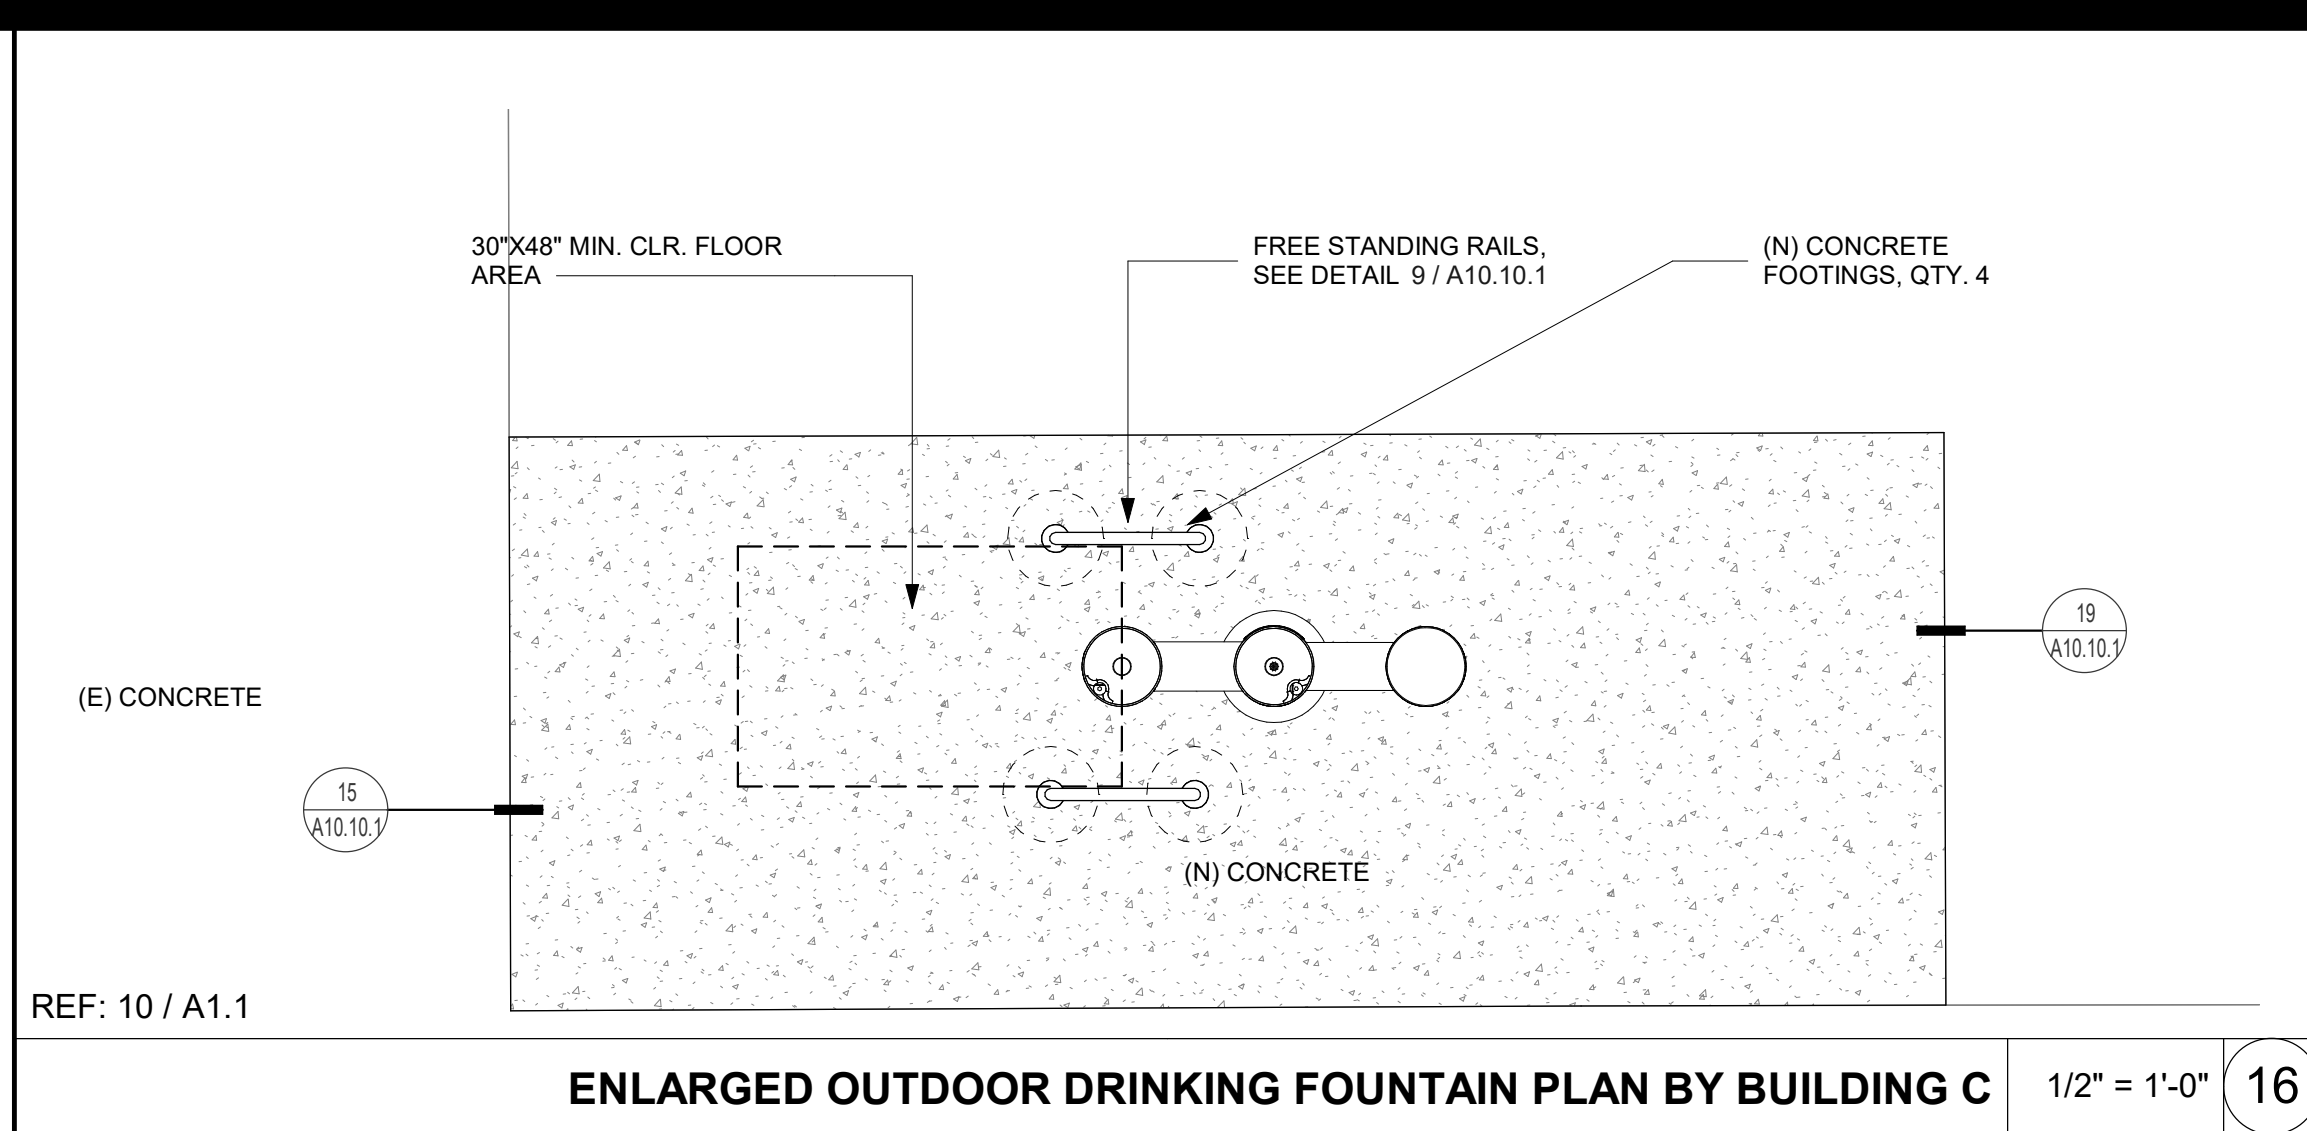 30"X48" MIN. CLR. FLOOR
AREA
FREE STANDING RAILS,
SEE DETAIL 9 / A10.10.1
(N) CONCRETE
FOOTINGS, QTY. 4
19
A10.10.1
(E) CONCRETE
15
A10.10.1
(N) CONCRETE
REF: 10 / A1.1
ENLARGED OUTDOOR DRINKING FOUNTAIN PLAN BY BUILDING C
1/2" = 1'-0"
16